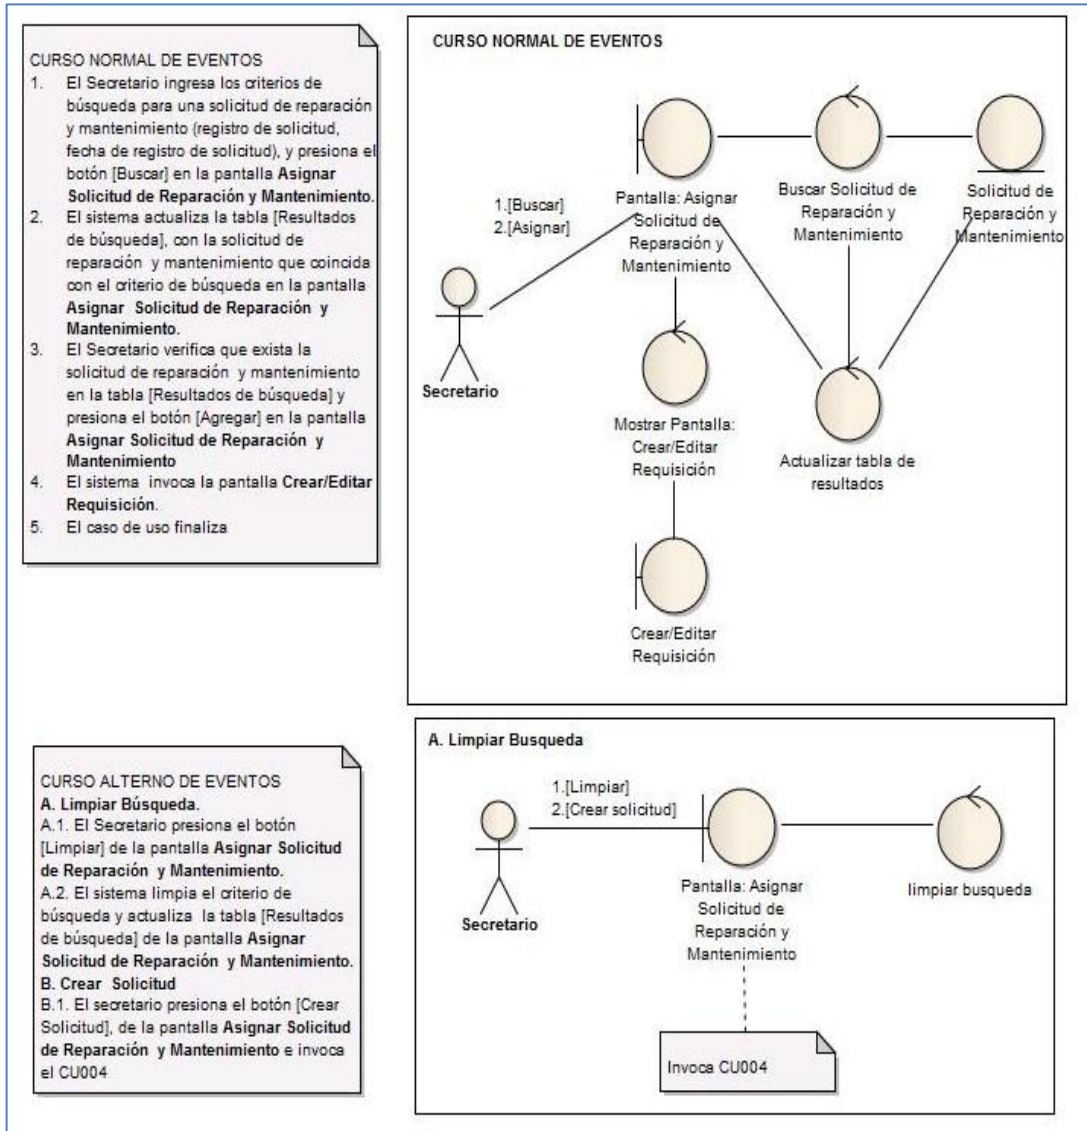 CURSO NORMAL DE EVENTOS
1. El Secretario ingresa los criterios de
búsqueda para una solicitud de reparación
y mantenimiento (registro de solicitud,
fecha de registro de solicitud), y presiona el
botón [Buscar] en la pantalla Asignar
Solicitud de Reparación y Mantenimiento.
2. El sistema actualiza la tabla [Resultados
de búsqueda], con la solicitud de
reparación y mantenimiento que coincida
con el criterio de búsqueda en la pantalla
Asignar Solicitud de Reparación y
Mantenimiento.
3. El Secretario verifica que exista la
solicitud de reparación y mantenimiento
en la tabla [Resultados de búsqueda] y
presiona el botón [Agregar] en la pantalla
Asignar Solicitud de Reparación y
Mantenimiento
4. El sistema invoca la pantalla Crear/Editar
Requisición.
5. El caso de uso finaliza
CURSO NORMAL DE EVENTOS
1.[Buscar]
2.[Asignar]
Secretario
Pantalla: Asignar
Solicitud de
Reparación y
Mantenimiento
Buscar Solicitud de
Reparación y
Mantenimiento
Solicitud de
Reparación y
Mantenimiento
Mostrar Pantalla:
Crear/Editar
Requisición
Actualizar tabla de
resultados
Crear/Editar
Requisición
CURSO ALTERNO DE EVENTOS
A. Limpiar Búsqueda.
A.1. El Secretario presiona el botón
[Limpiar] de la pantalla Asignar Solicitud
de Reparación y Mantenimiento.
A.2. El sistema limpia el criterio de
búsqueda y actualiza la tabla [Resultados
de búsqueda] de la pantalla Asignar
Solicitud de Reparación y Mantenimiento.
B. Crear Solicitud
B.1. El secretario presiona el botón [Crear
Solicitud], de la pantalla Asignar Solicitud
de Reparación y Mantenimiento e invoca
el CU004
A. Limpiar Busqueda
1.[Limpiar]
2.[Crear solicitud]
Secretario
Pantalla: Asignar
Solicitud de
Reparación y
Mantenimiento
limpiar busqueda
Invoca CU004